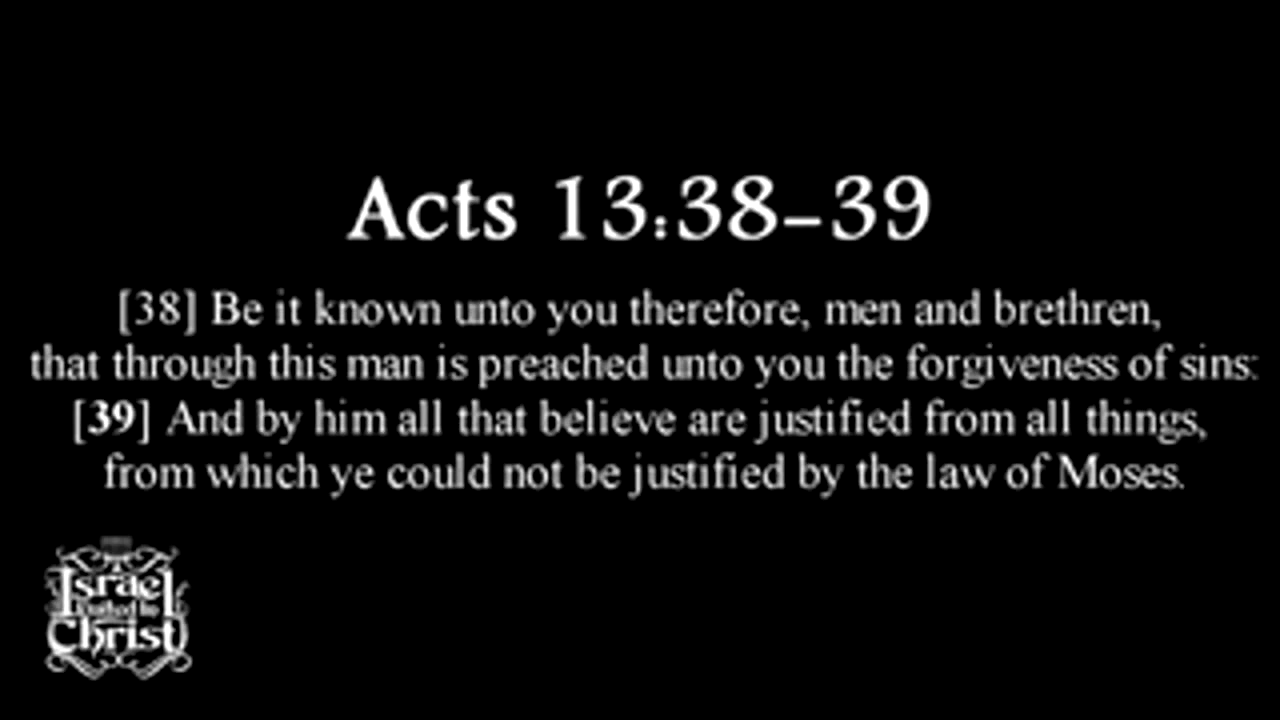 Acts 13:38-39
[38] Be it known unto you therefore, men and brethren,
that through this man is preached unto you the forgiveness of sins:
[39] And by him all that believe are justified from all things,
from which ye could not be justified by the law of Moses.
Israel
United In
Christ